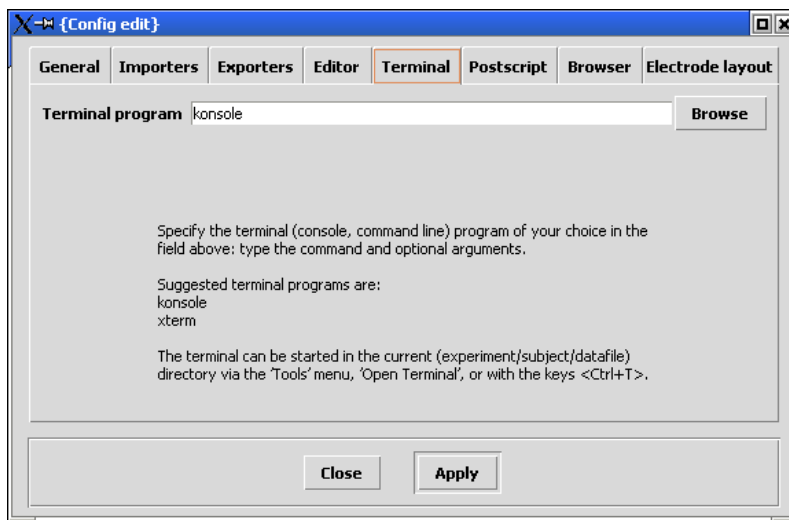 {Config edit}
General Importers Exporters Editor Terminal Postscript Browser Electrode layout
Terminal program konsole Browse
Specify the terminal (console, command line) program of your choice in the
field above: type the command and optional arguments.
Suggested terminal programs are:
konsole
xterm
The terminal can be started in the current (experiment/subject/datafile)
directory via the 'Tools' menu, 'Open Terminal', or with the keys <Ctrl+T>.
Close Apply